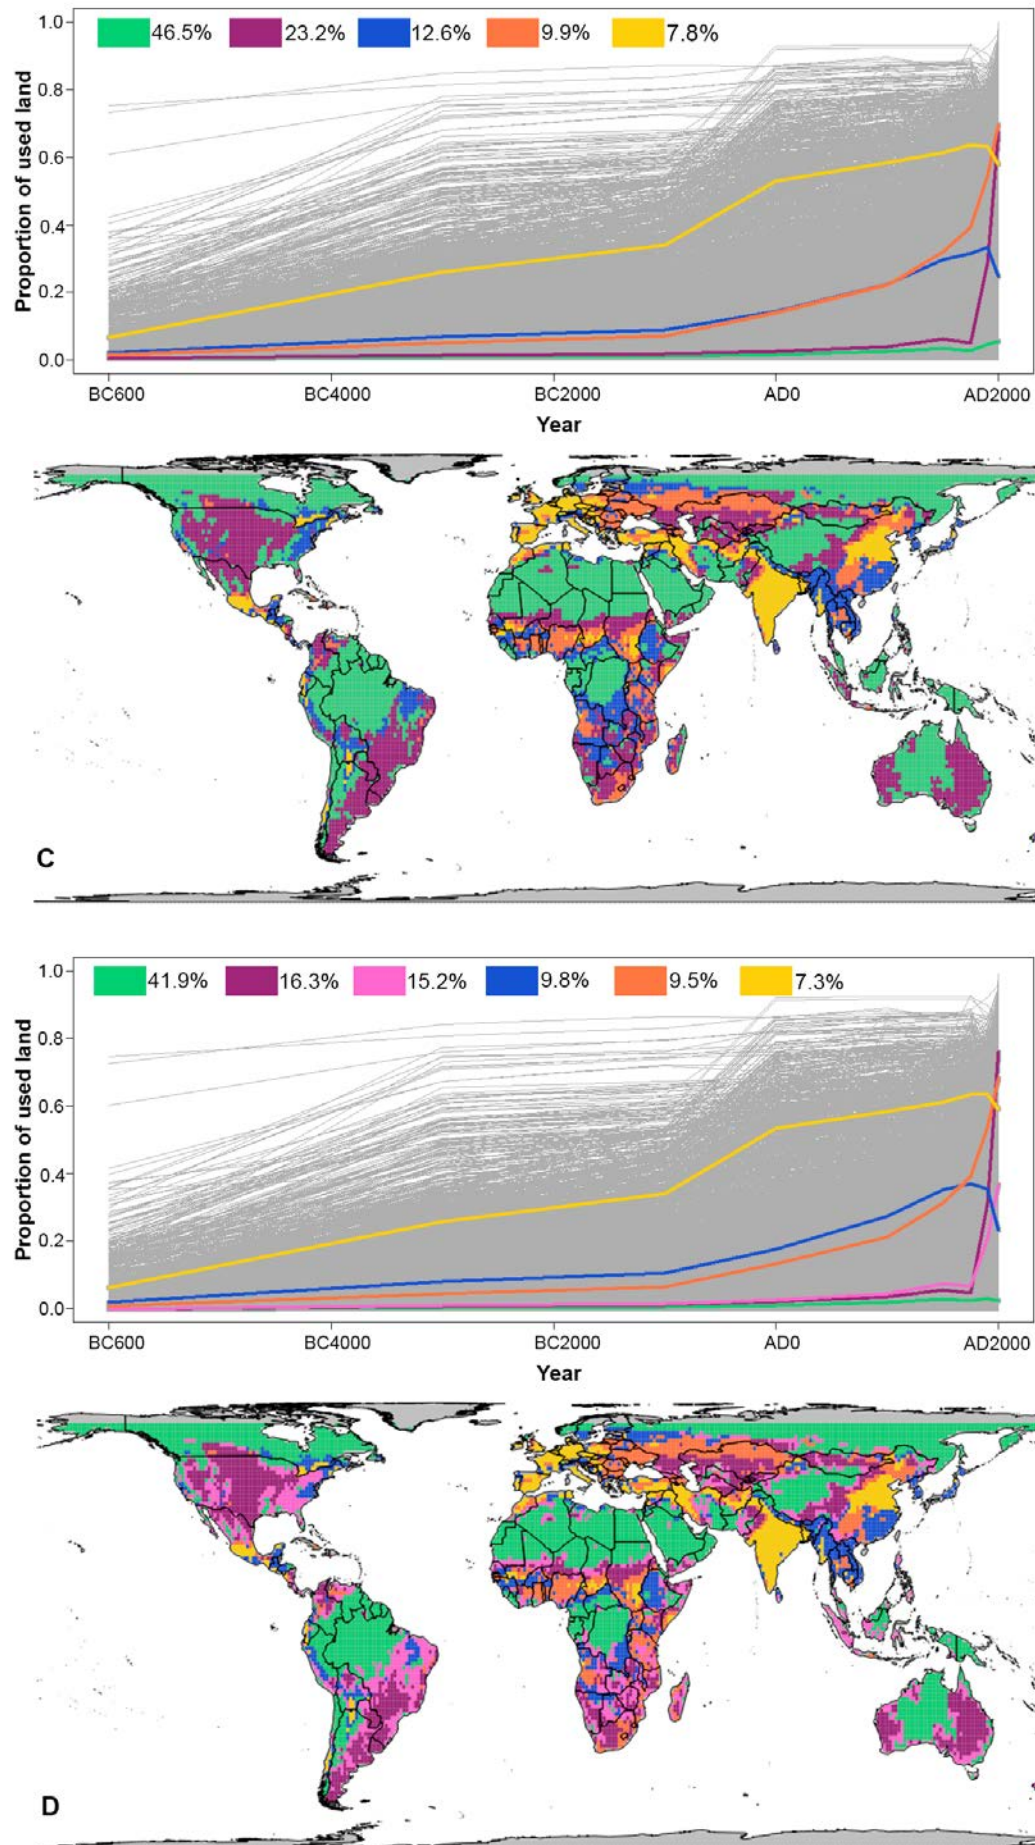 1.0
46.5% 23.2% 12.6% 9.9% 7.8%
0.8
0.6
0.4
0.2
0.0
Proportion of used land
BC600 BC4000 BC2000 AD0 AD2000
Year
C
1.0
41.9% 16.3% 15.2% 9.8% 9.5% 7.3%
0.8
0.6
0.4
0.2
0.0
Proportion of used land
BC600 BC4000 BC2000 AD0 AD2000
Year
D